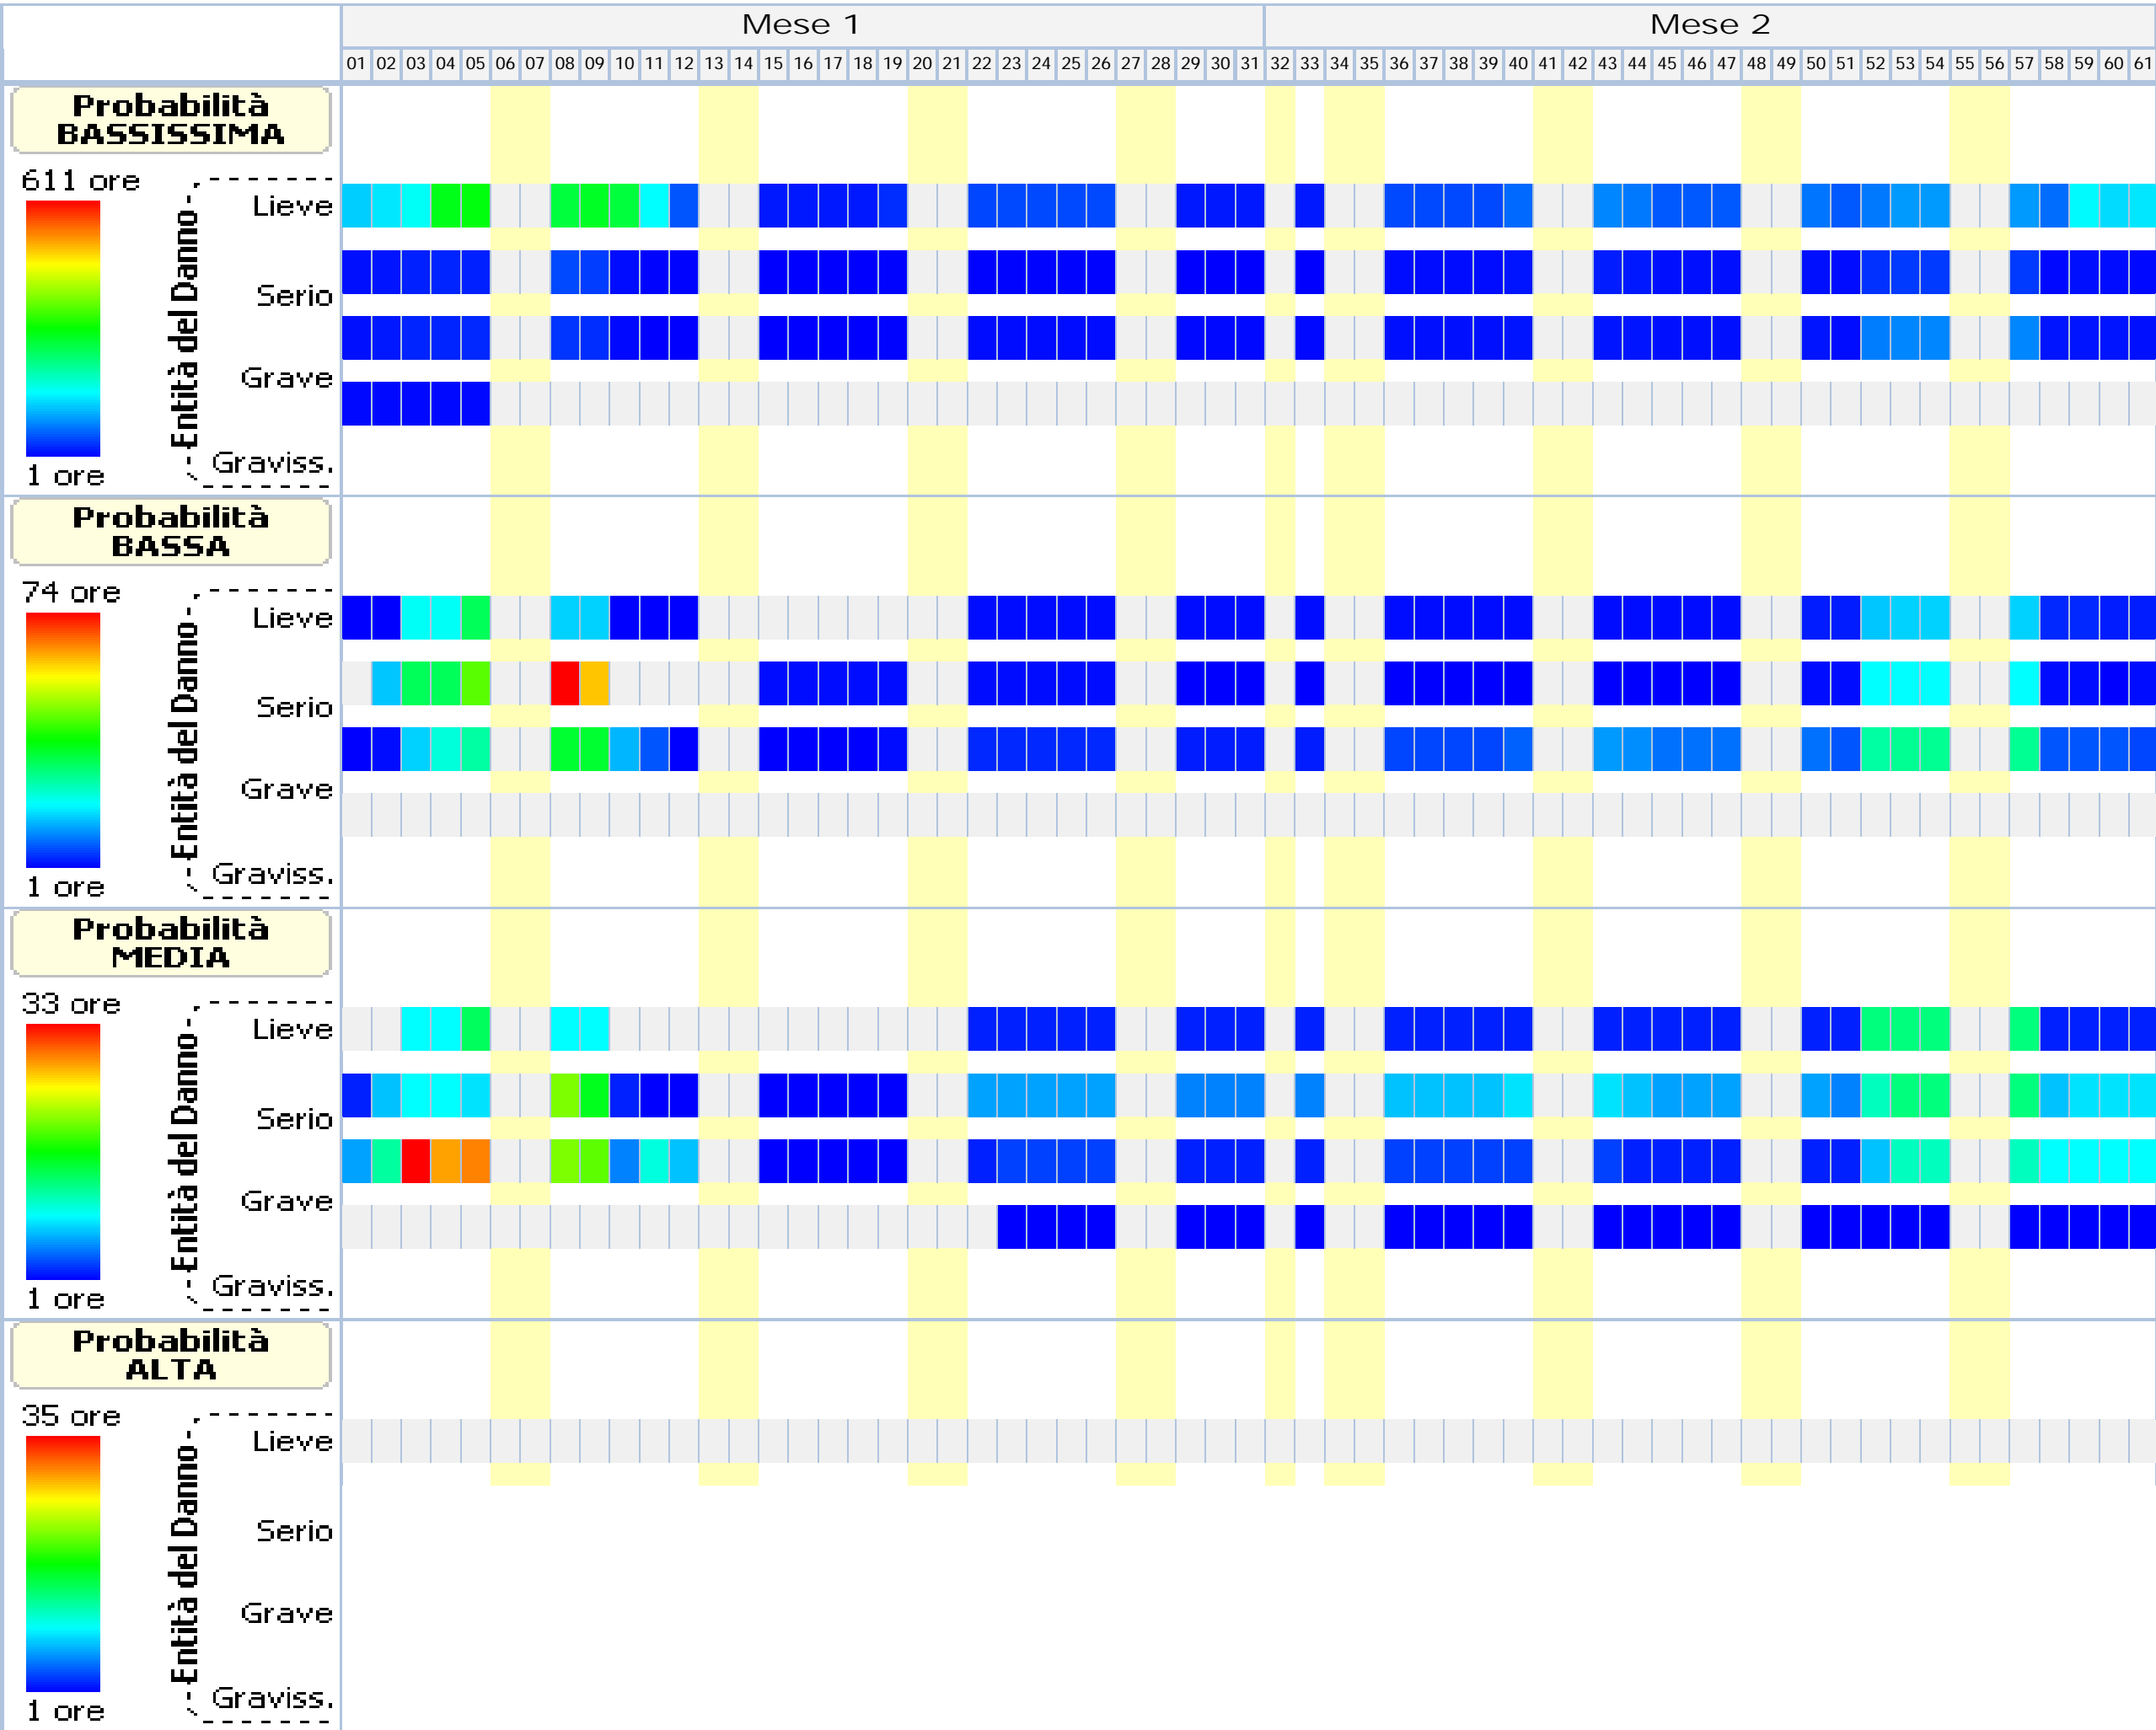 Mese 1 Mese 2
01 02 03 04 05 06 07 08 09 10 11 12 13 14 15 16 17 18 19 20 21 22 23 24 25 26 27 28 29 30 31 32 33 34 35 36 37 38 39 40 41 42 43 44 45 46 47 48 49 50 51 52 53 54 55 56 57 58 59 60 61
Probabilità
BASSISSIMA
611 ore
Entità del Danno
Lieve
Serio
Grave
Graviss.
1 ore
Probabilità
BASSA
74 ore
Entità del Danno
Lieve
Serio
Grave
Graviss.
1 ore
Probabilità
MEDIA
33 ore
Entità del Danno
Lieve
Serio
Grave
Graviss.
1 ore
Probabilità
ALTA
35 ore
Entità del Danno
Lieve
Serio
Grave
Graviss.
1 ore